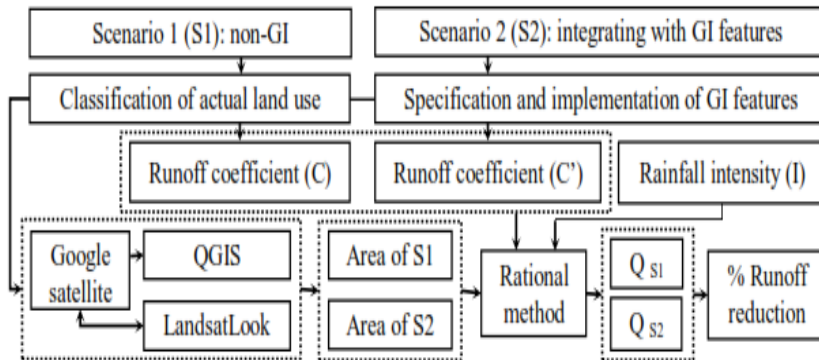 Scenario 1 (S1): non-GI
Scenario 2 (S2): integrating with GI features
Classification of actual land use
Specification and implementation of GI features
Runoff coefficient (C)
Runoff coefficient (C’)
Rainfall intensity (I)
Google
satellite
QGIS
LandsatLook
Area of S1
Area of S2
Rational
method
Q S1
Q S2
% Runoff
reduction